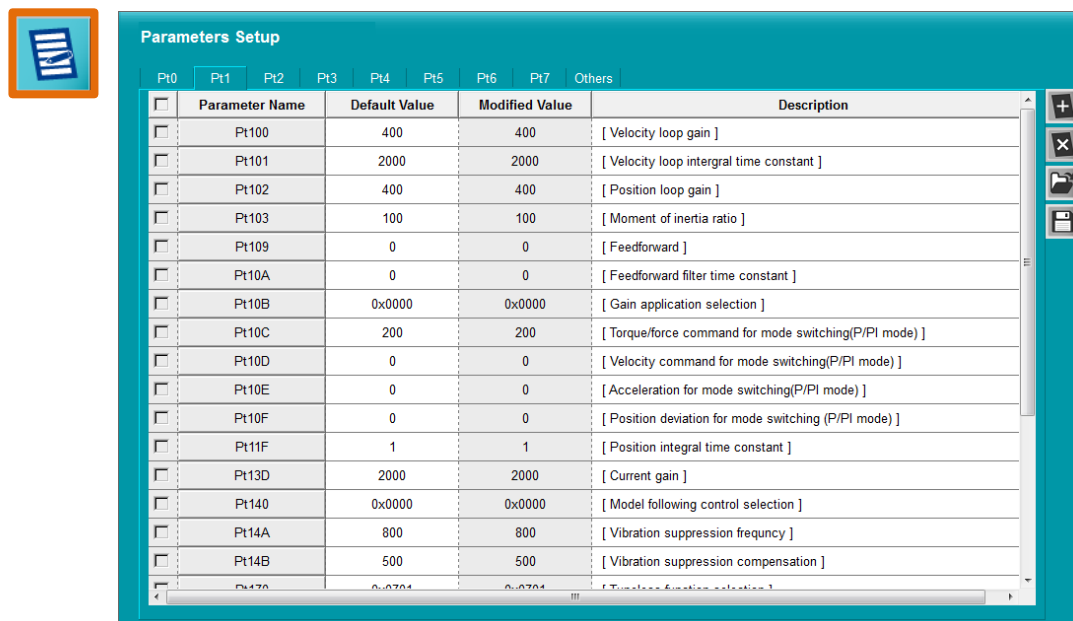 Parameters Setup
Pt0 Pt1 Pt2 Pt3 Pt4 Pt5 Pt6 Pt7 Others
Parameter Name Default Value Modified Value Description
Pt100 400 400 [ Velocity loop gain ]
Pt101 2000 2000 [ Velocity loop intergral time constant ]
Pt102 400 400 [ Position loop gain ]
Pt103 100 100 [ Moment of inertia ratio ]
Pt109 0 0 [ Feedforward ]
Pt10A 0 0 [ Feedforward filter time constant ]
Pt10B 0x0000 0x0000 [ Gain application selection ]
Pt10C 200 200 [ Torque/force command for mode switching(P/PI mode) ]
Pt10D 0 0 [ Velocity command for mode switching(P/PI mode) ]
Pt10E 0 0 [ Acceleration for mode switching(P/PI mode) ]
Pt10F 0 0 [ Position deviation for mode switching (P/PI mode) ]
Pt11F 1 1 [ Position integral time constant ]
Pt13D 2000 2000 [ Current gain ]
Pt140 0x0000 0x0000 [ Model following control selection ]
Pt14A 800 800 [ Vibration suppression frequncy ]
Pt14B 500 500 [ Vibration suppression compensation ]
[ Tuneless function selection ]